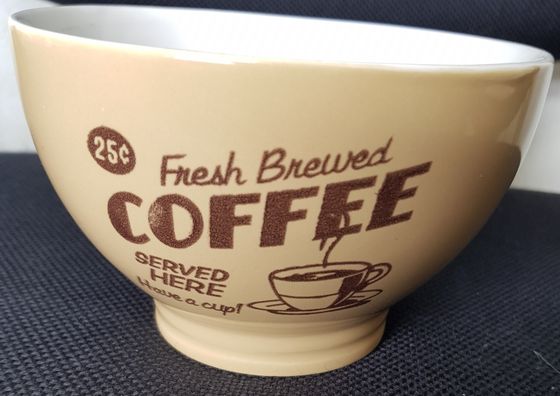 25¢
Fresh Brewed
COFFEE
SERVED
HERE
Have a cup!